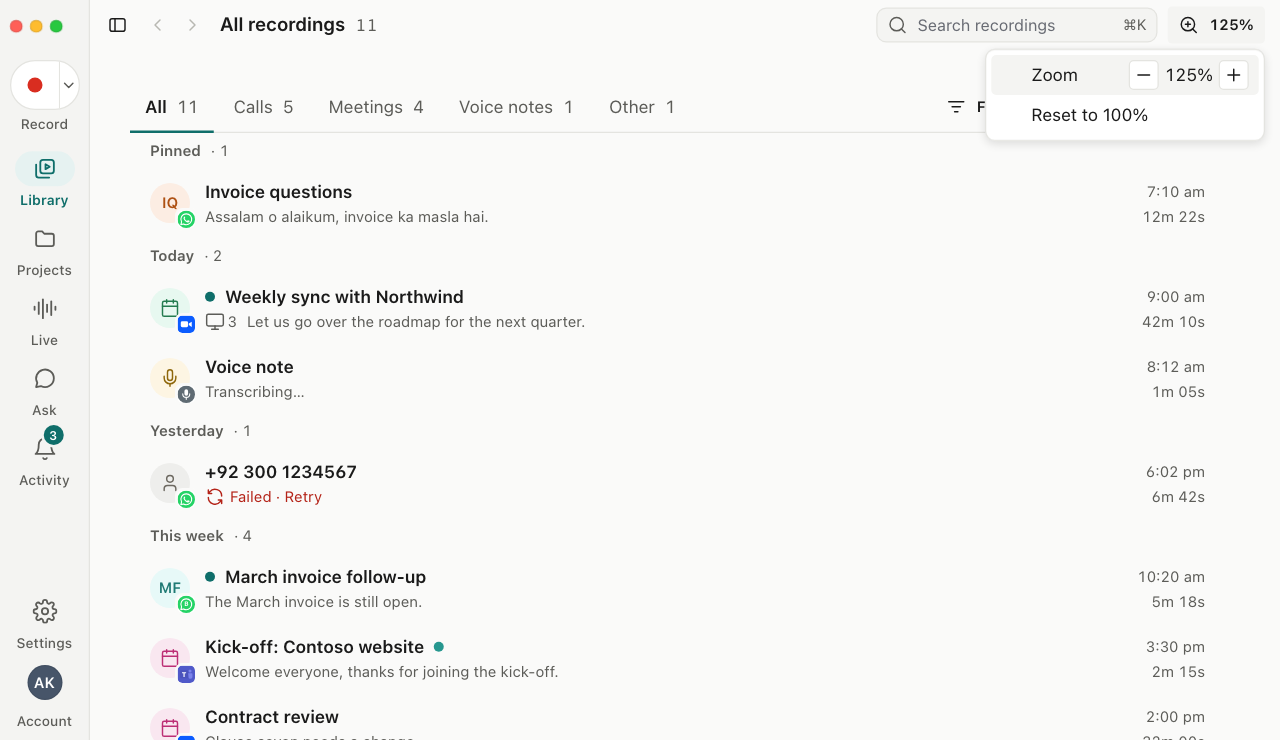 All recordings 11
Search recordings ⌘K
125%
Zoom − 125% +
Reset to 100%
Record
Library
Projects
Live
Ask
3
Activity
Settings
AK
Account
All 11 Calls 5 Meetings 4 Voice notes 1 Other 1
Pinned · 1
IQ Invoice questions 7:10 am
Assalam o alaikum, invoice ka masla hai. 12m 22s
Today · 2
Weekly sync with Northwind 9:00 am
3 Let us go over the roadmap for the next quarter. 42m 10s
Voice note 8:12 am
Transcribing... 1m 05s
Yesterday · 1
+92 300 1234567 6:02 pm
Failed · Retry 6m 42s
This week · 4
MF March invoice follow-up 10:20 am
The March invoice is still open. 5m 18s
Kick-off: Contoso website 3:30 pm
Welcome everyone, thanks for joining the kick-off. 2m 15s
Contract review 2:00 pm